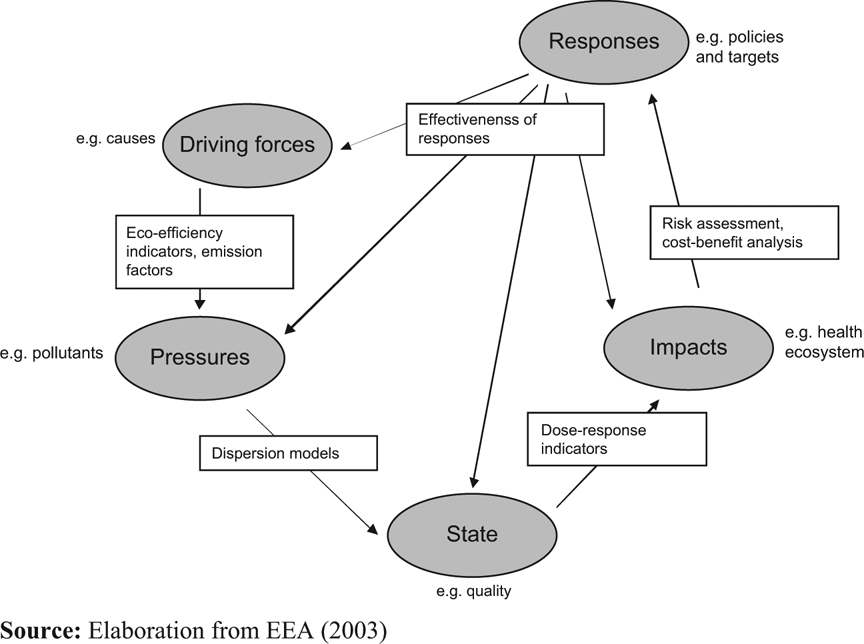 Responses
e.g. policies
and targets
Effectivenenss of
responses
e.g. causes
Driving forces
Eco-efficiency
indicators, emission
factors
Risk assessment,
cost-benefit analysis
e.g. pollutants
Pressures
Impacts
e.g. health
ecosystem
Dispersion models
Dose-response
indicators
State
e.g. quality
Source: Elaboration from EEA (2003)